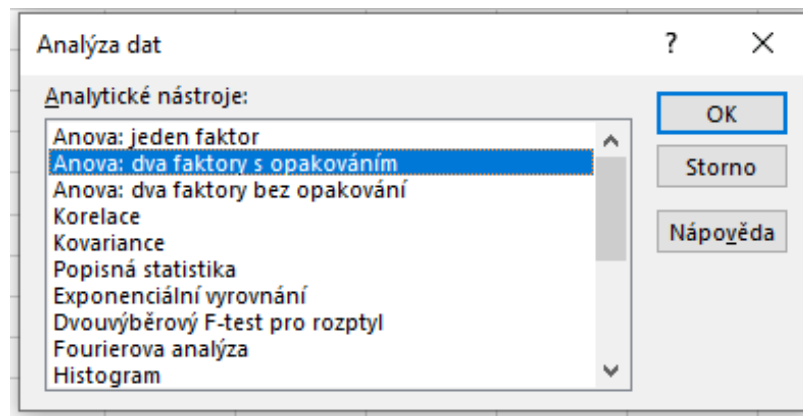 Analýza dat
?
Analytické nástroje:
Anova: jeden faktor
Anova: dva faktory s opakováním
Anova: dva faktory bez opakování
Korelace
Kovariance
Popisná statistika
Exponenciální vyrovnání
Dvouvýběrový F-test pro rozptyl
Fourierova analýza
Histogram
OK
Storno
Nápověda